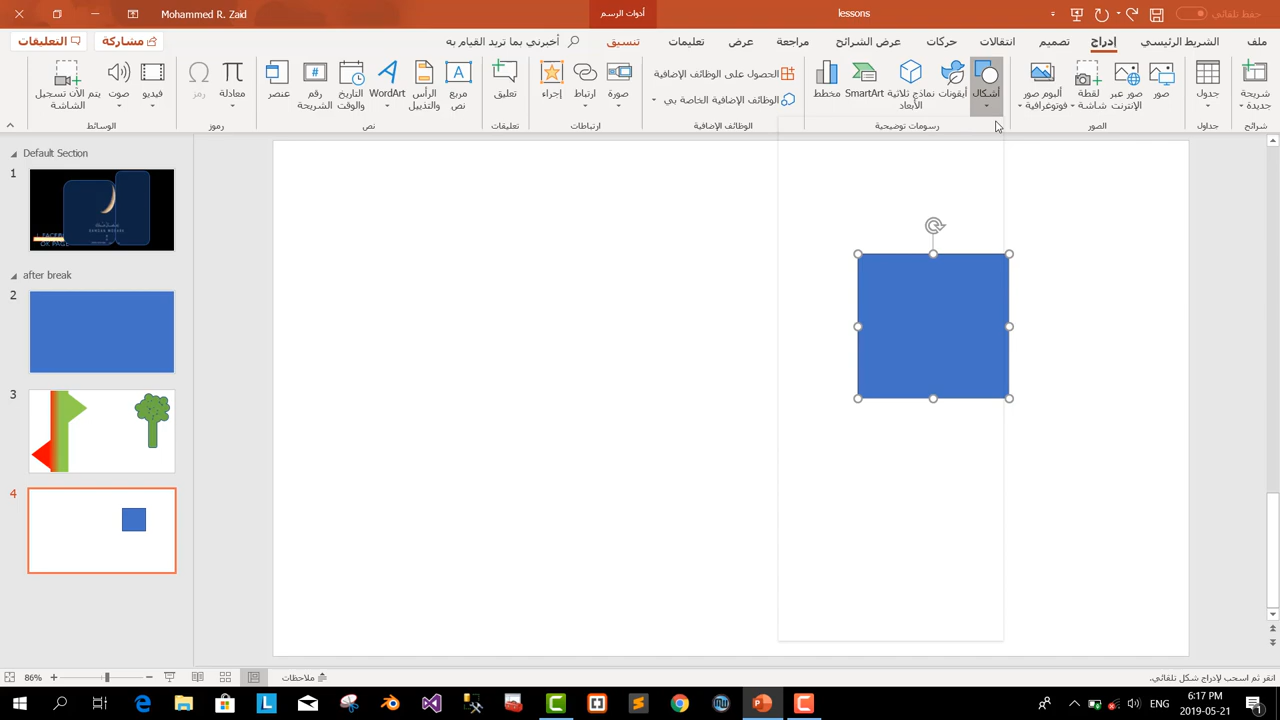 Mohammed R. Zaid
أدوات الرسم
lessons
حفظ تلقائي
ملف
الشريط الرئيسي
إدراج
تصميم
انتقالات
حركات
عرض الشرائح
مراجعة
عرض
تعليمات
تنسيق
أخبرني بما تريد القيام به
مشاركة
التعليقات
شريحة جديدة
جدول
صور
صور عبر الإنترنت
لقطة شاشة
ألبوم صور فوتوغرافية
أشكال
أيقونات
نماذج ثلاثية الأبعاد
SmartArt
مخطط
الحصول على الوظائف الإضافية
الوظائف الإضافية الخاصة بي
صورة
ارتباط
إجراء
تعليق
مربع نص
الرأس والتذييل
WordArt
التاريخ والوقت
رقم الشريحة
عنصر
معادلة
رمز
فيديو
صوت
يتم الآن تسجيل الشاشة
شرائح
جداول
الصور
رسومات توضيحية
الوظائف الإضافية
ارتباطات
تعليقات
نص
رموز
الوسائط
Default Section
1
after break
2
3
4
86%
ملاحظات
انقر ثم اسحب لإدراج شكل تلقائي.
ENG
6:17 PM
2019-05-21